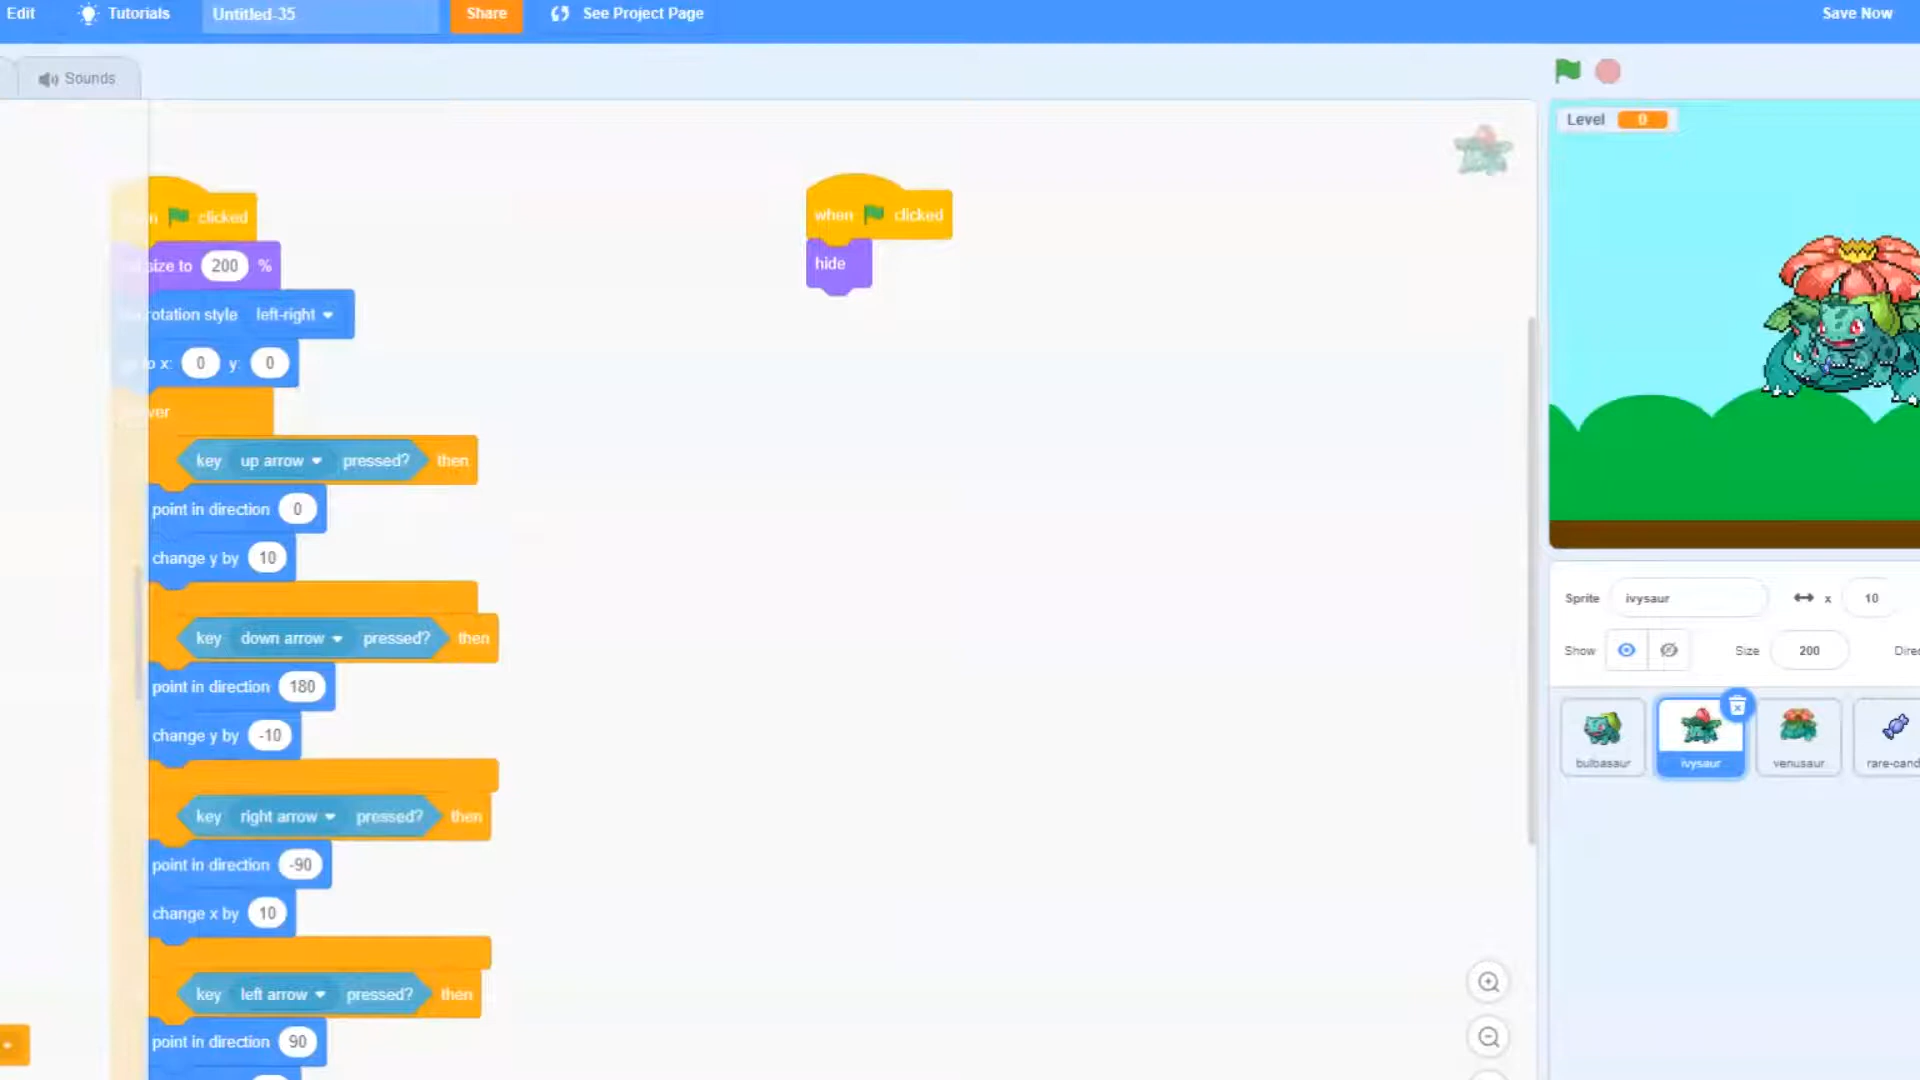 Edit Tutorials Untitled-35 Share See Project Page Save Now
Sounds
Level 0
when clicked
hide
clicked
size to 200 %
rotation style left-right
x: 0 y: 0
key up arrow pressed? then
point in direction 0
change y by 10
key down arrow pressed? then
point in direction 180
change y by -10
key right arrow pressed? then
point in direction -90
change x by 10
key left arrow pressed? then
point in direction 90
Sprite ivysaur x 10
Show Size 200 Direc
bulbasaur ivysaur venusaur rare-cand